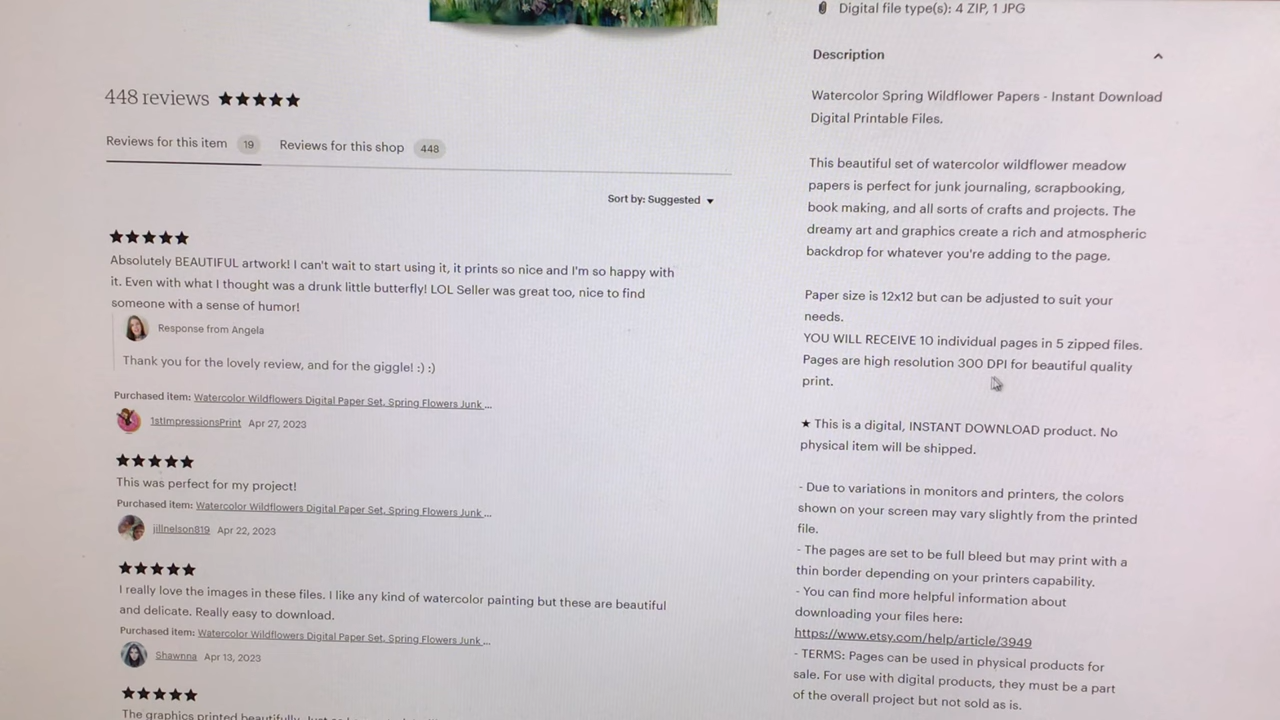 448 reviews ★★★★★
Reviews for this item 19 Reviews for this shop 448
Sort by: Suggested
★★★★★
Absolutely BEAUTIFUL artwork! I can't wait to start using it, it prints so nice and I'm so happy with
it. Even with what I thought was a drunk little butterfly! LOL Seller was great too, nice to find
someone with a sense of humor!
Response from Angela
Thank you for the lovely review, and for the giggle! :) :)
Purchased item: Watercolor Wildflowers Digital Paper Set, Spring Flowers Junk ...
1stImpressionsPrint Apr 27, 2023
★★★★★
This was perfect for my project!
Purchased item: Watercolor Wildflowers Digital Paper Set, Spring Flowers Junk ...
jillnelson819 Apr 22, 2023
★★★★★
I really love the images in these files. I like any kind of watercolor painting but these are beautiful
and delicate. Really easy to download.
Purchased item: Watercolor Wildflowers Digital Paper Set, Spring Flowers Junk ...
Shawnna Apr 13, 2023
★★★★★
The graphics printed beautifully.
Digital file type(s): 4 ZIP, 1 JPG
Description
Watercolor Spring Wildflower Papers - Instant Download
Digital Printable Files.
This beautiful set of watercolor wildflower meadow
papers is perfect for junk journaling, scrapbooking,
book making, and all sorts of crafts and projects. The
dreamy art and graphics create a rich and atmospheric
backdrop for whatever you're adding to the page.
Paper size is 12x12 but can be adjusted to suit your
needs.
YOU WILL RECEIVE 10 individual pages in 5 zipped files.
Pages are high resolution 300 DPI for beautiful quality
print.
★ This is a digital, INSTANT DOWNLOAD product. No
physical item will be shipped.
- Due to variations in monitors and printers, the colors
shown on your screen may vary slightly from the printed
file.
- The pages are set to be full bleed but may print with a
thin border depending on your printers capability.
- You can find more helpful information about
downloading your files here:
https://www.etsy.com/help/article/3949
- TERMS: Pages can be used in physical products for
sale. For use with digital products, they must be a part
of the overall project but not sold as is.